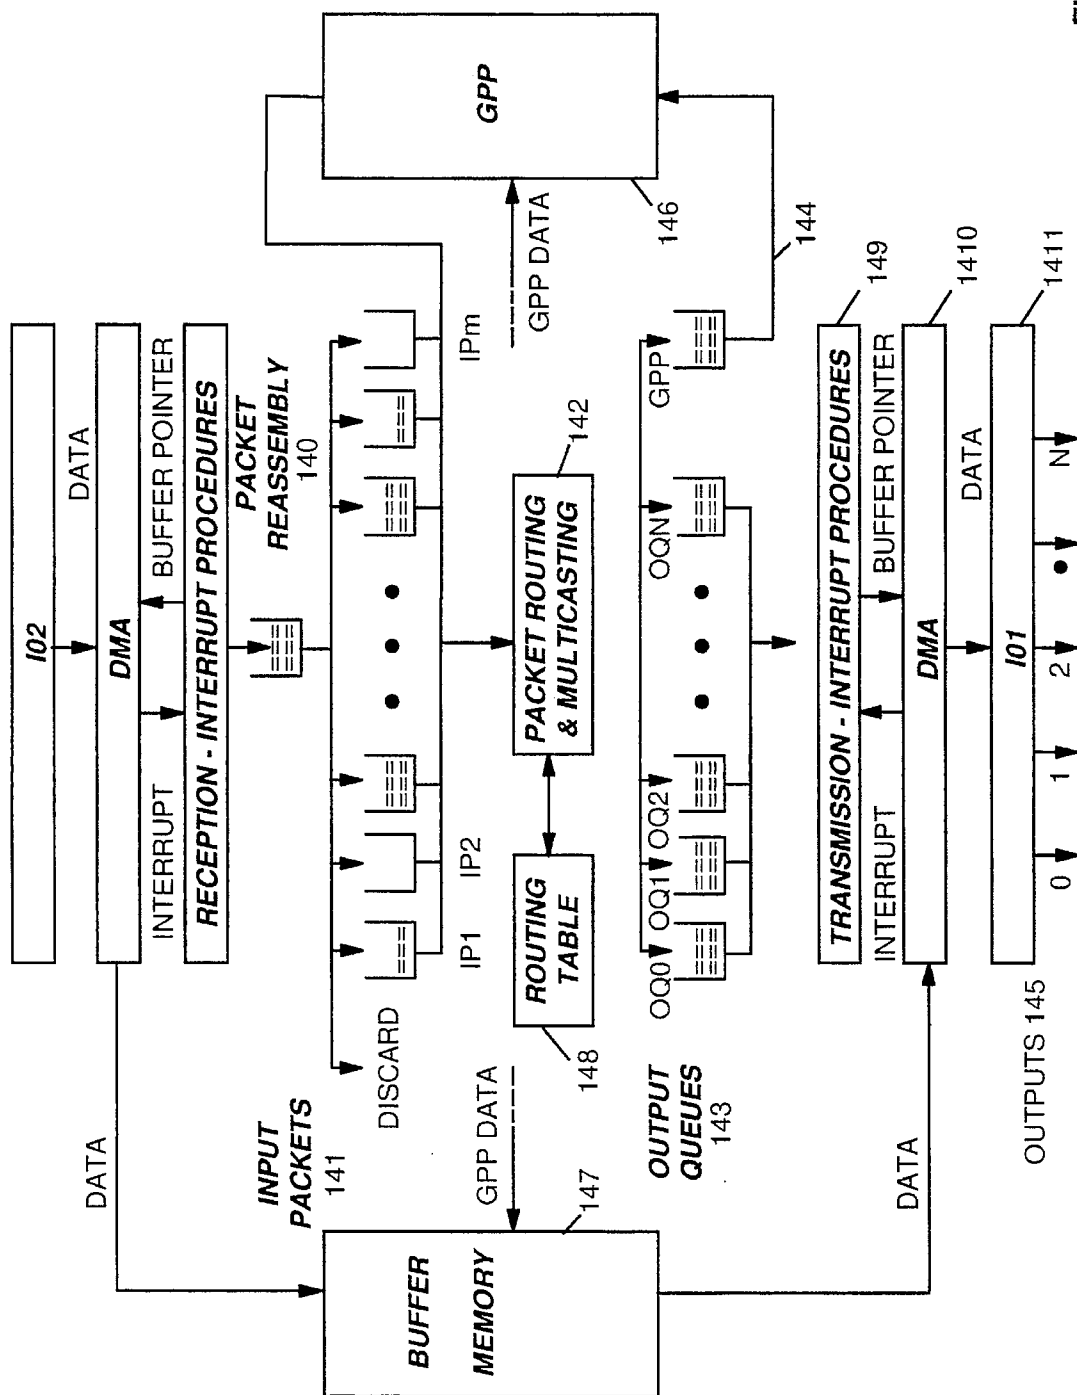 I02
DATA
DMA
INTERRUPT
BUFFER POINTER
RECEPTION - INTERRUPT PROCEDURES
PACKET
REASSEMBLY
140
DATA
INPUT
PACKETS
141
DISCARD
IP1
IP2
IPm
GPP
146
GPP DATA
BUFFER
MEMORY
147
GPP DATA
ROUTING
TABLE
148
PACKET ROUTING
& MULTICASTING
142
OUTPUT
QUEUES
143
OQ0
OQ1
OQ2
OQN
GPP
144
TRANSMISSION - INTERRUPT PROCEDURES
149
INTERRUPT
BUFFER POINTER
DATA
DMA
1410
DATA
I01
1411
OUTPUTS 145
0
1
2
N